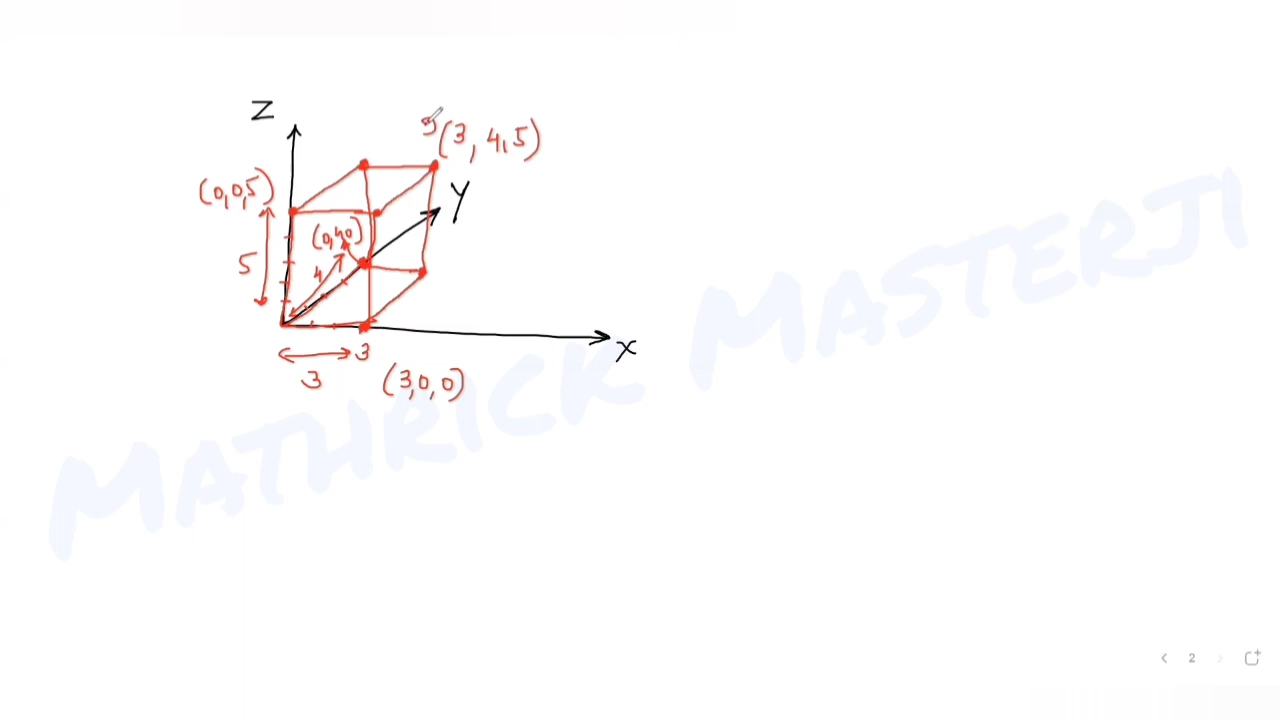 Z
(3, 4,5)
(0,0,5)
Y
(0,4,0)
5
4
X
3
3
(3,0,0)
MATHRICK MASTERJI
2